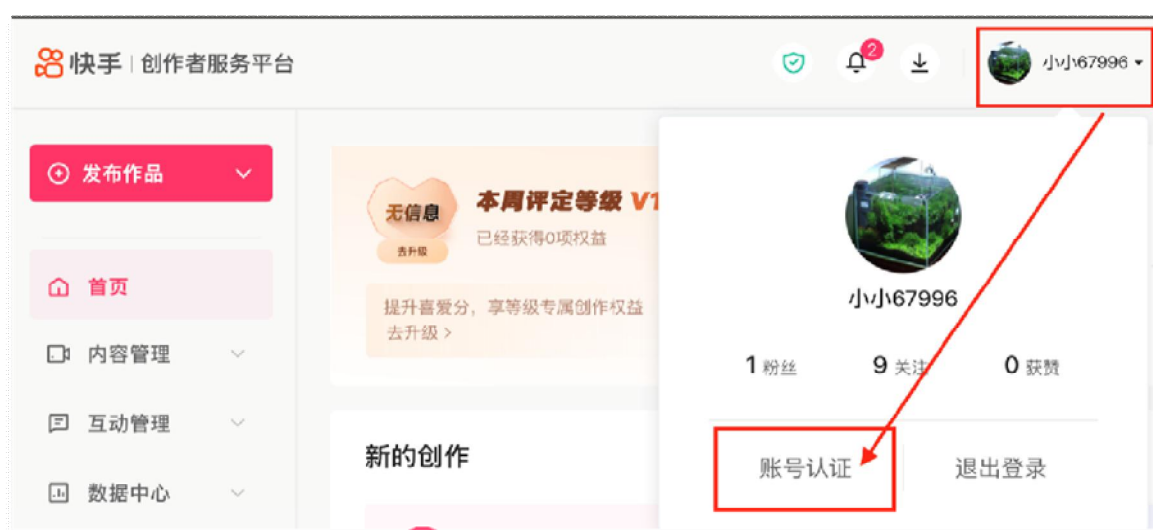 快手 | 创作者服务平台
2
小小67996
发布作品
首页
内容管理
互动管理
数据中心
无信息
去升级
本周评定等级 V1
已经获得0项权益
提升喜爱分，享等级专属创作权益
去升级 >
新的创作
小小67996
1 粉丝 9 关注 0 获赞
账号认证 退出登录